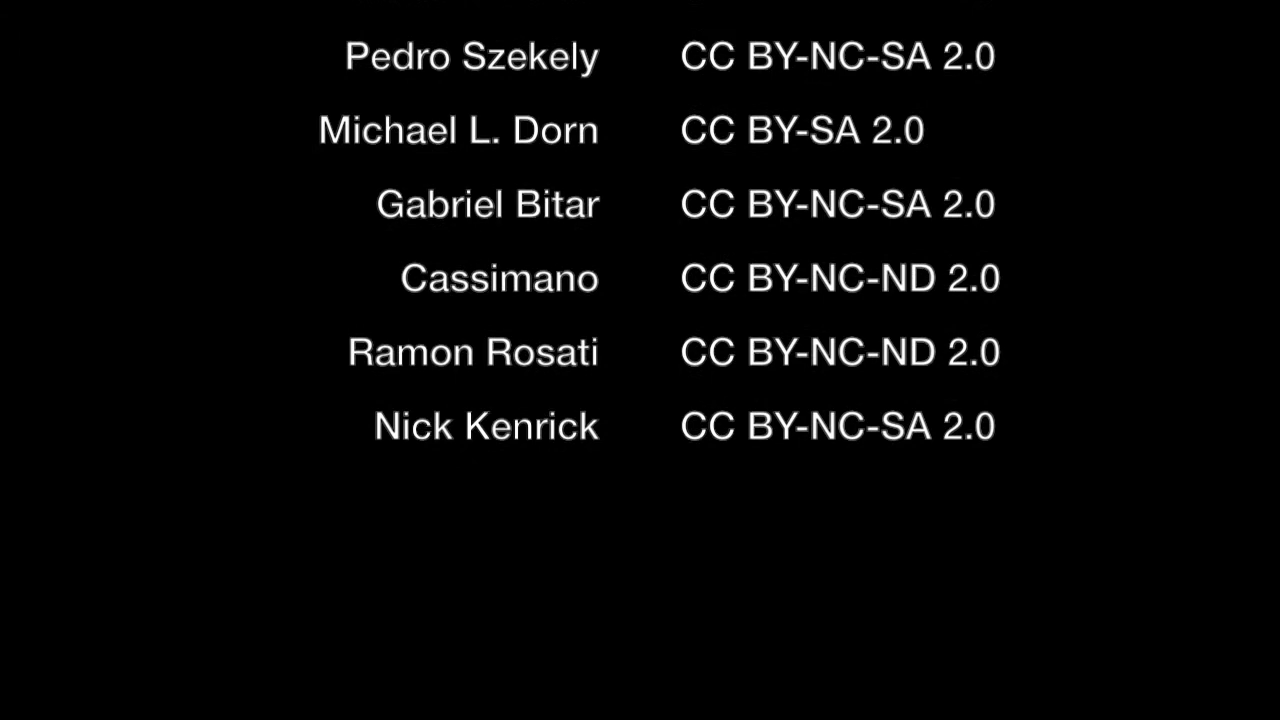 Pedro Szekely CC BY-NC-SA 2.0
Michael L. Dorn CC BY-SA 2.0
Gabriel Bitar CC BY-NC-SA 2.0
Cassimano CC BY-NC-ND 2.0
Ramon Rosati CC BY-NC-ND 2.0
Nick Kenrick CC BY-NC-SA 2.0